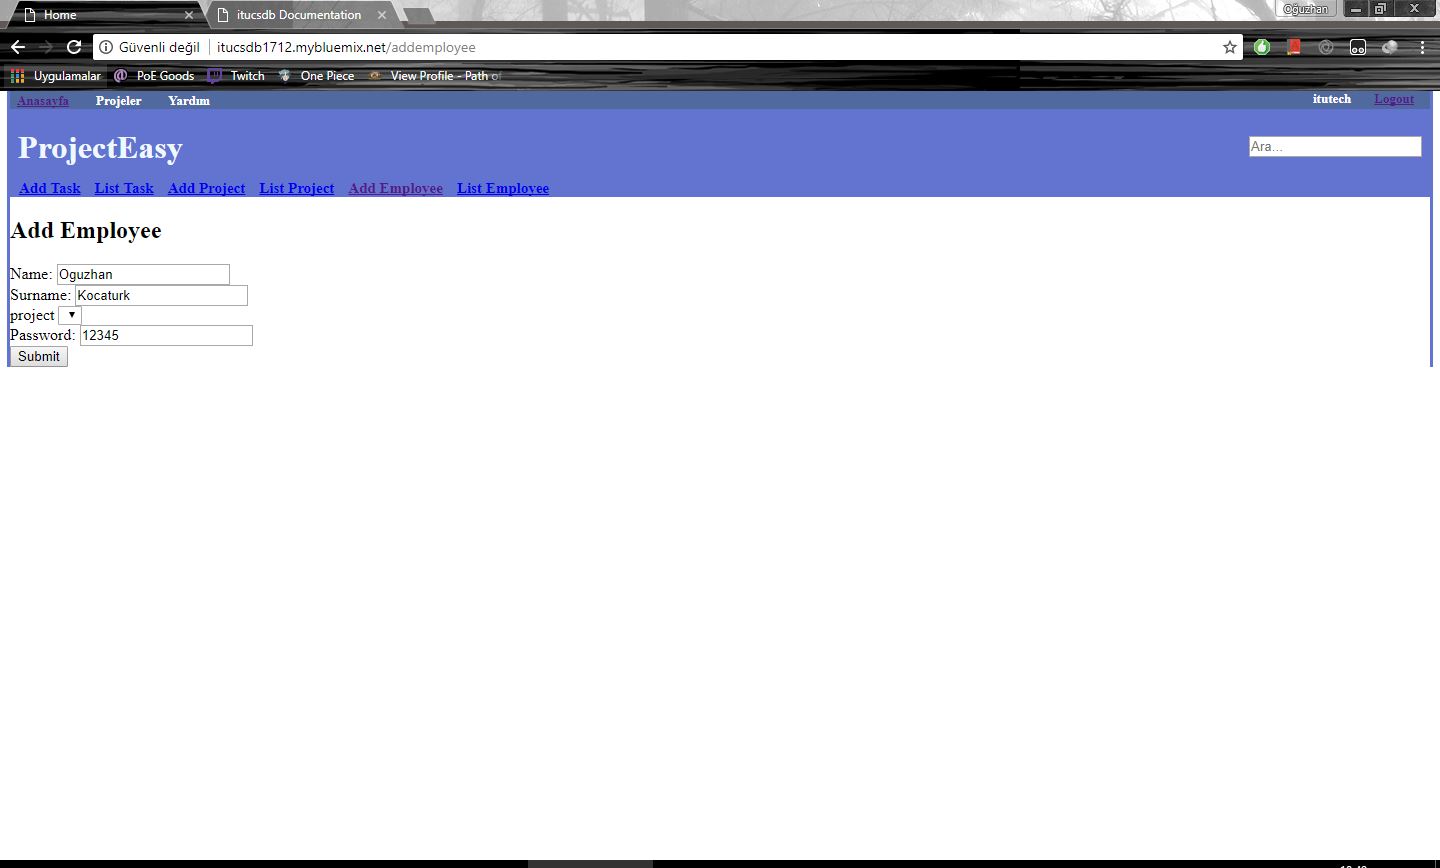 Home
itucsdb Documentation
Oğuzhan
Güvenli değil
itucsdb1712.mybluemix.net/addemployee
Uygulamalar
PoE Goods
Twitch
One Piece
View Profile - Path of
Anasayfa Projeler Yardım
itutech Logout
ProjectEasy
Ara...
Add Task List Task Add Project List Project Add Employee List Employee
Add Employee
Name: Oguzhan
Surname: Kocaturk
project
Password: 12345
Submit